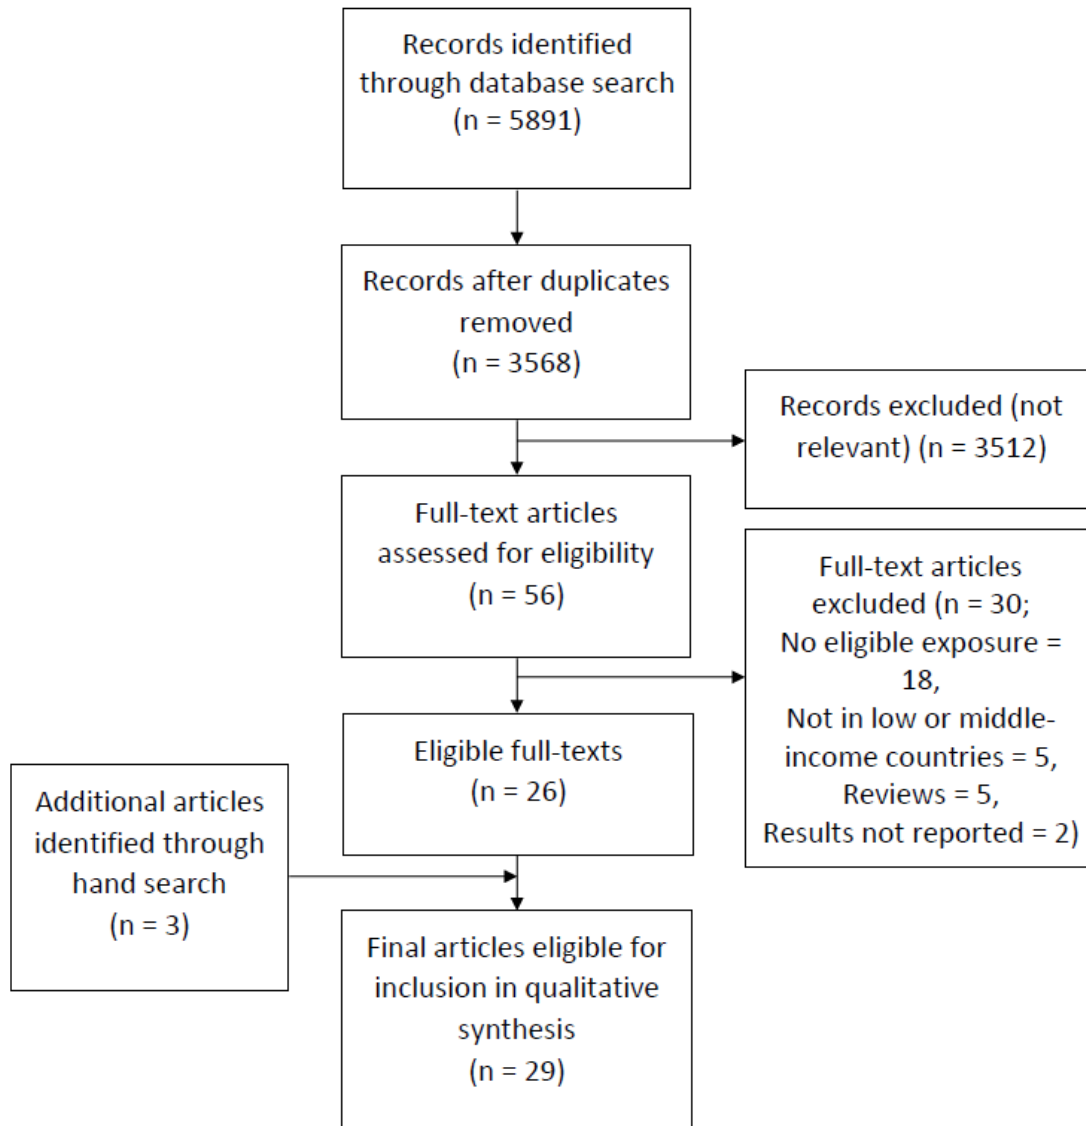 Records identified
through database search
(n = 5891)
Records after duplicates
removed
(n = 3568)
Records excluded (not
relevant) (n = 3512)
Full-text articles
assessed for eligibility
(n = 56)
Full-text articles
excluded (n = 30;
No eligible exposure =
18,
Not in low or middle-
income countries = 5,
Reviews = 5,
Results not reported = 2)
Eligible full-texts
(n = 26)
Additional articles
identified through
hand search
(n = 3)
Final articles eligible for
inclusion in qualitative
synthesis
(n = 29)